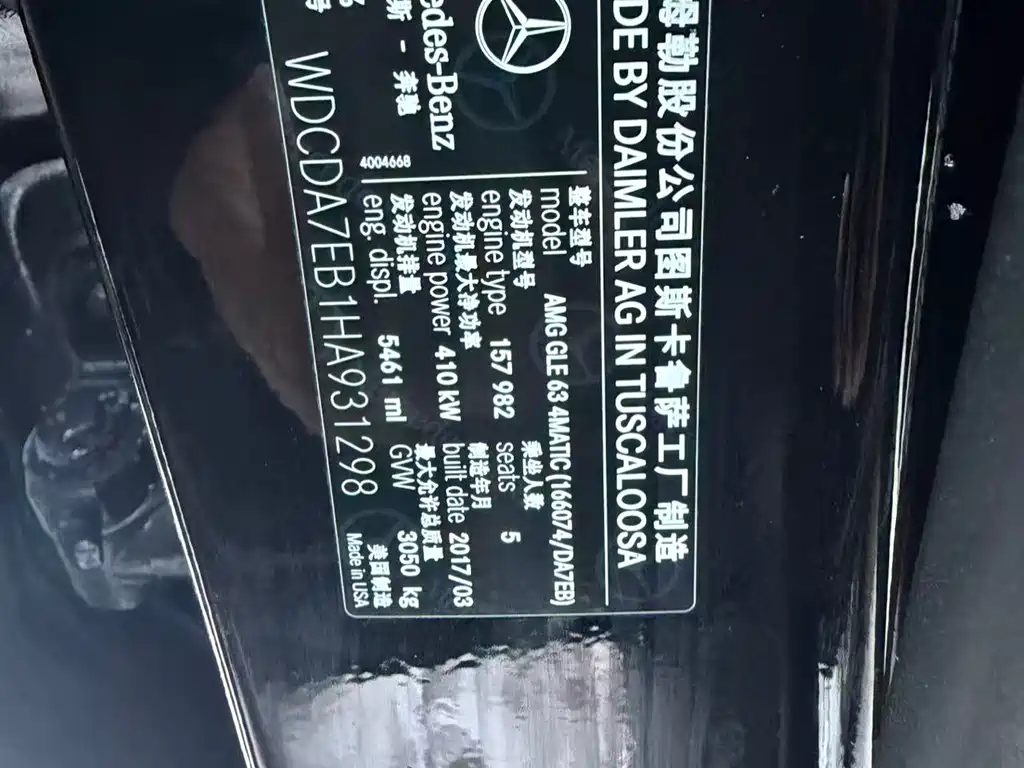 姆勒股份公司图斯卡鲁萨工厂制造
DE BY DAIMLER AG IN TUSCALOOSA
edes-Benz
斯 - 奔驰
4004668
整车型号
model AMG GLE 63 4MATIC (166074/DA7EB)
发动机型号 乘坐人数
engine type 157 982 seats 5
发动机最大净功率 制造年月
engine power 410 kW built date 2017/03
发动机排量 最大允许总质量
eng. displ. 5461 ml GVW 3050 kg
号 WDCDA7EB1HA931298
美国制造
Made in USA